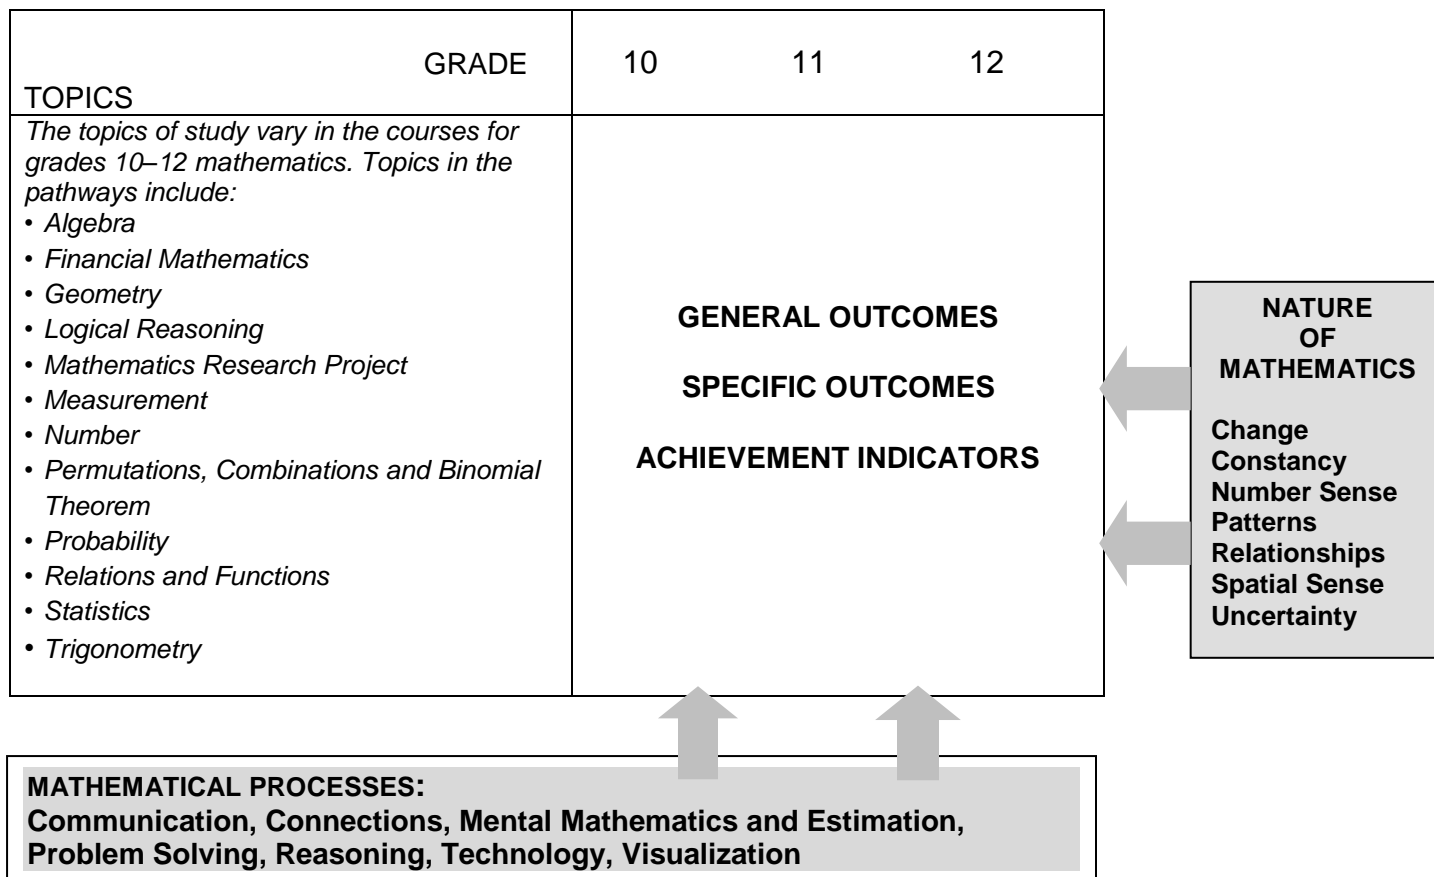 GRADE
10 11 12
TOPICS
The topics of study vary in the courses for
grades 10–12 mathematics. Topics in the
pathways include:
• Algebra
• Financial Mathematics
• Geometry
• Logical Reasoning
• Mathematics Research Project
• Measurement
• Number
• Permutations, Combinations and Binomial
Theorem
• Probability
• Relations and Functions
• Statistics
• Trigonometry
GENERAL OUTCOMES
SPECIFIC OUTCOMES
ACHIEVEMENT INDICATORS
NATURE
OF
MATHEMATICS
Change
Constancy
Number Sense
Patterns
Relationships
Spatial Sense
Uncertainty
MATHEMATICAL PROCESSES:
Communication, Connections, Mental Mathematics and Estimation,
Problem Solving, Reasoning, Technology, Visualization